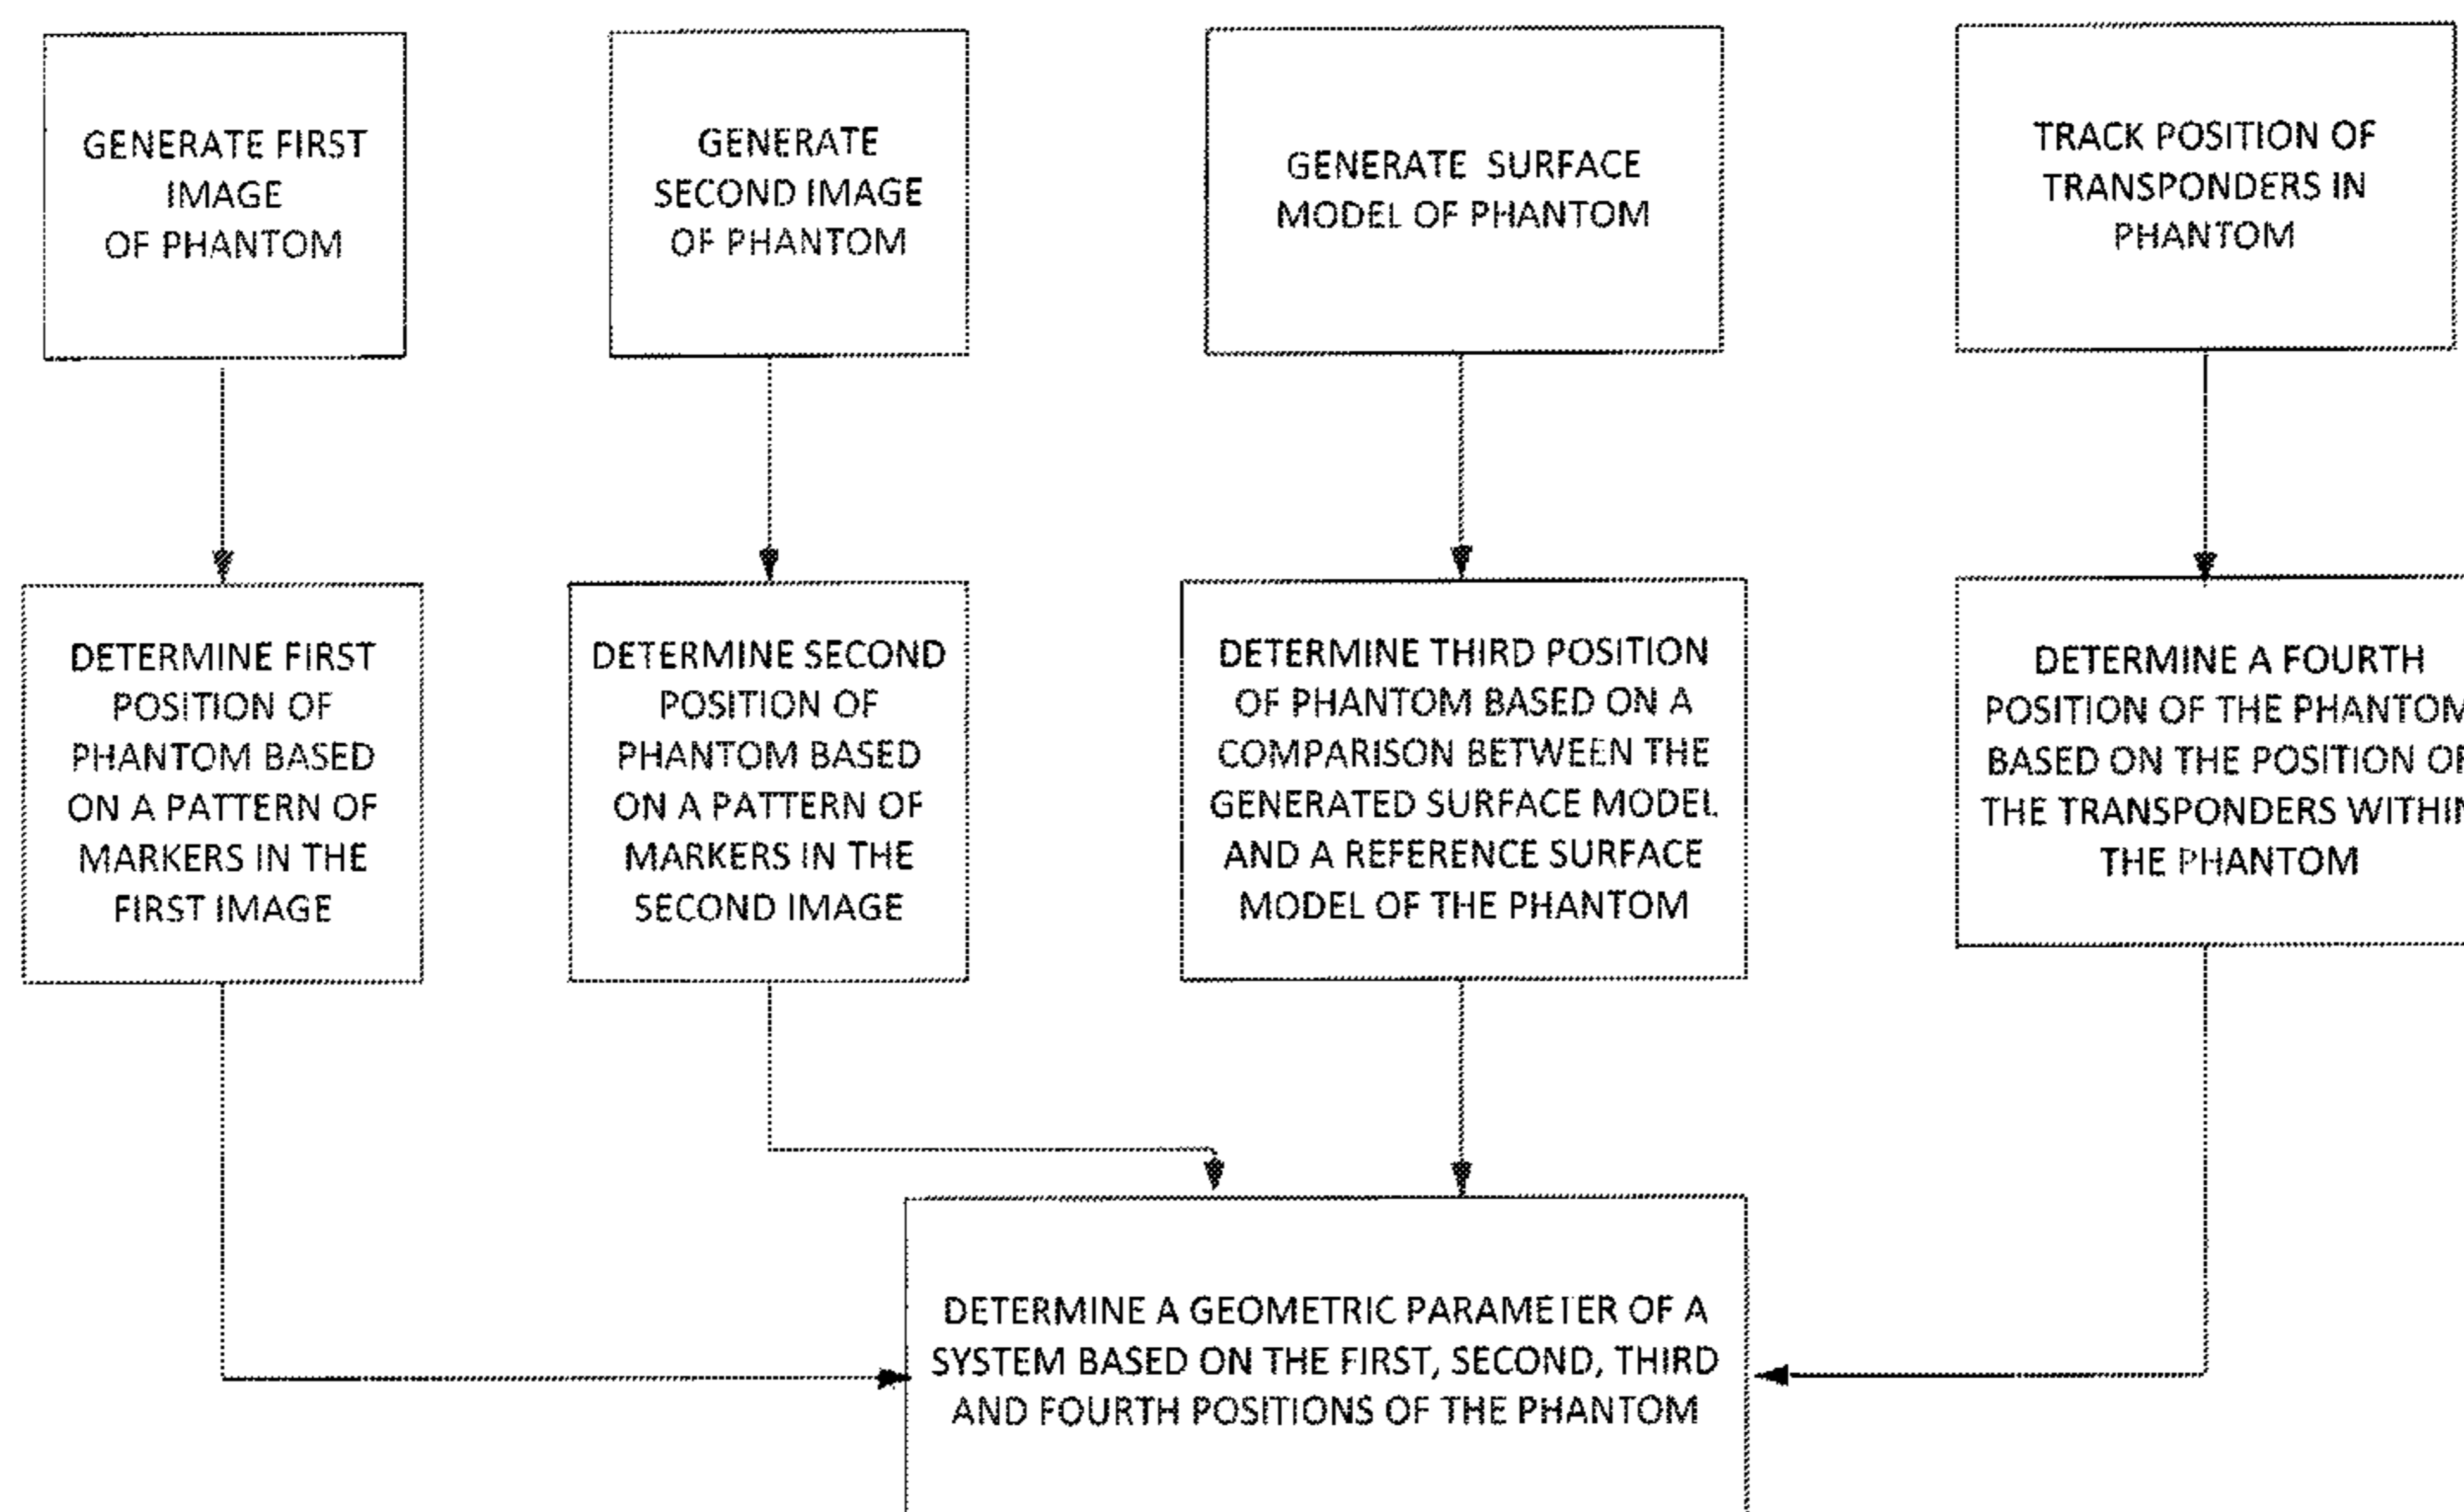 GENERATE FIRST
IMAGE
OF PHANTOM
GENERATE
SECOND IMAGE
OF PHANTOM
GENERATE SURFACE
MODEL OF PHANTOM
TRACK POSITION OF
TRANSPONDERS IN
PHANTOM
DETERMINE FIRST
POSITION OF
PHANTOM BASED
ON A PATTERN OF
MARKERS IN THE
FIRST IMAGE
DETERMINE SECOND
POSITION OF
PHANTOM BASED
ON A PATTERN OF
MARKERS IN THE
SECOND IMAGE
DETERMINE THIRD POSITION
OF PHANTOM BASED ON A
COMPARISON BETWEEN THE
GENERATED SURFACE MODEL
AND A REFERENCE SURFACE
MODEL OF THE PHANTOM
DETERMINE A FOURTH
POSITION OF THE PHANTOM
BASED ON THE POSITION OF
THE TRANSPONDERS WITHIN
THE PHANTOM
DETERMINE A GEOMETRIC PARAMETER OF A
SYSTEM BASED ON THE FIRST, SECOND, THIRD
AND FOURTH POSITIONS OF THE PHANTOM